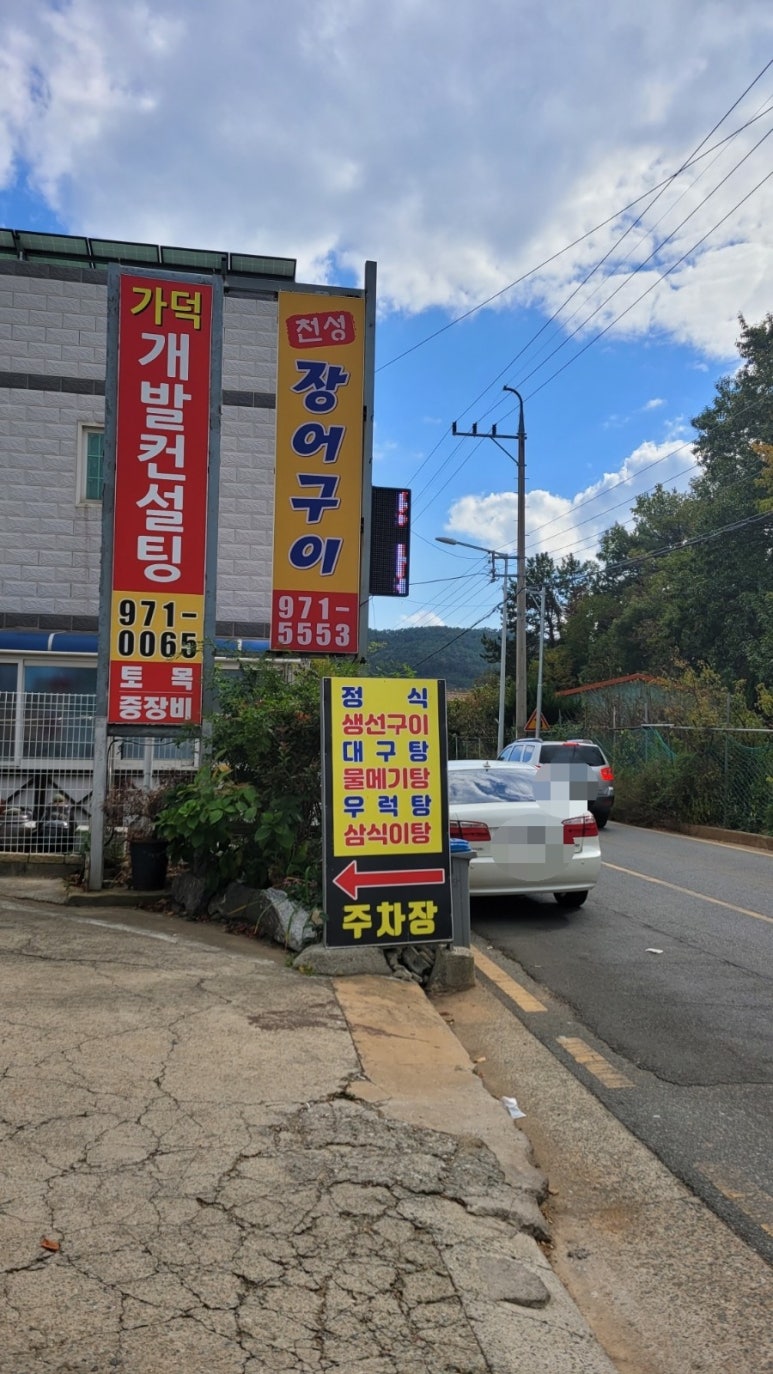 가덕
개발컨설팅
971-
0065
토목
중장비
천성
장어구이
971-
5553
정식
생선구이
대구탕
물메기탕
우럭탕
삼식이탕
주차장